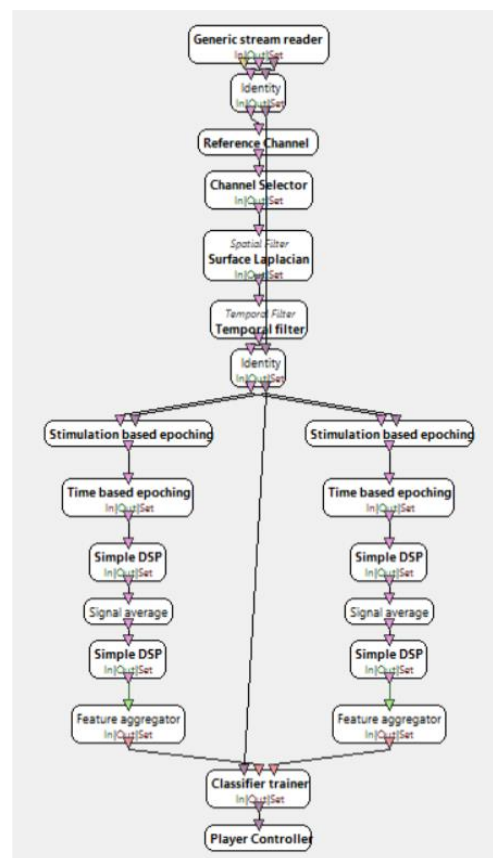 Generic stream reader
In|Out|Set
Identity
In|Out|Set
Reference Channel
Channel Selector
In|Out|Set
Spatial Filter
Surface Laplacian
In|Out|Set
Temporal Filter
Temporal filter
Identity
In|Out|Set
Stimulation based epoching
Stimulation based epoching
Time based epoching
In|Out|Set
Time based epoching
In|Out|Set
Simple DSP
In|Out|Set
Simple DSP
In|Out|Set
Signal average
Signal average
Simple DSP
In|Out|Set
Simple DSP
In|Out|Set
Feature aggregator
In|Out|Set
Feature aggregator
In|Out|Set
Classifier trainer
In|Out|Set
Player Controller